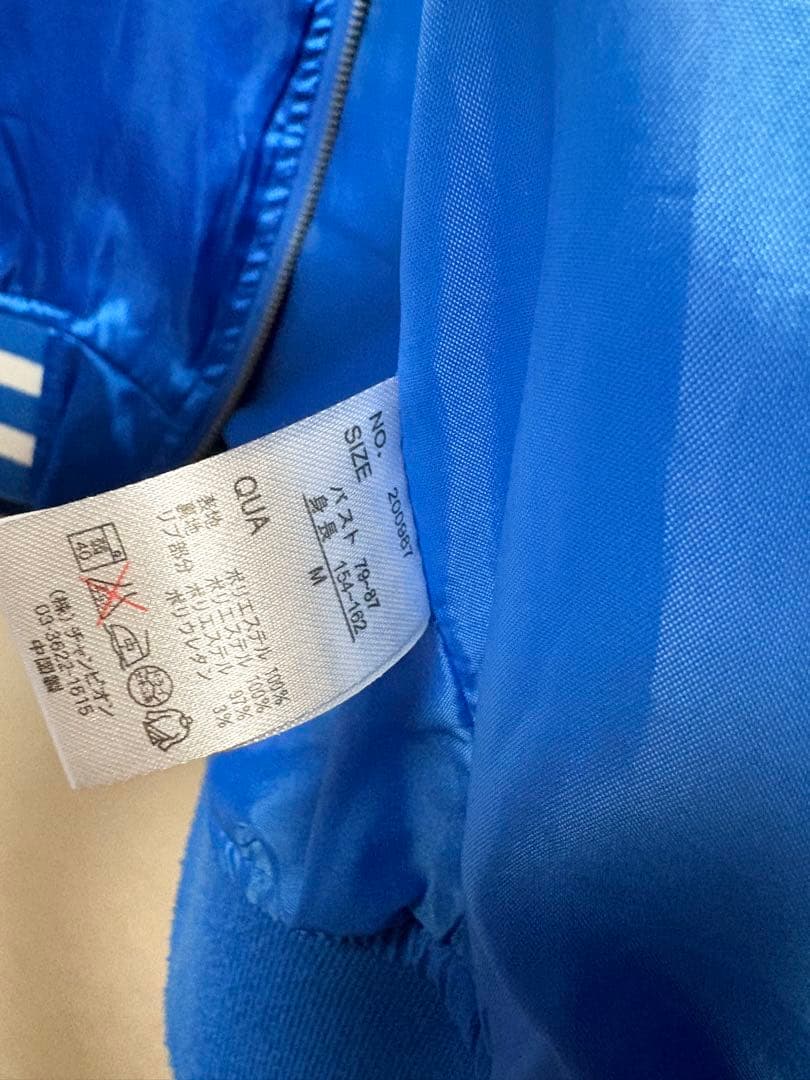 NO. 200987
SIZE
バスト 79~87
身長 154~162
M
QUA
表地 ポリエステル 100%
裏地 ポリエステル 100%
リブ部分 ポリエステル 97%
ポリウレタン 3%
40
(株)チャンピオン
03-3622-1615
中国製